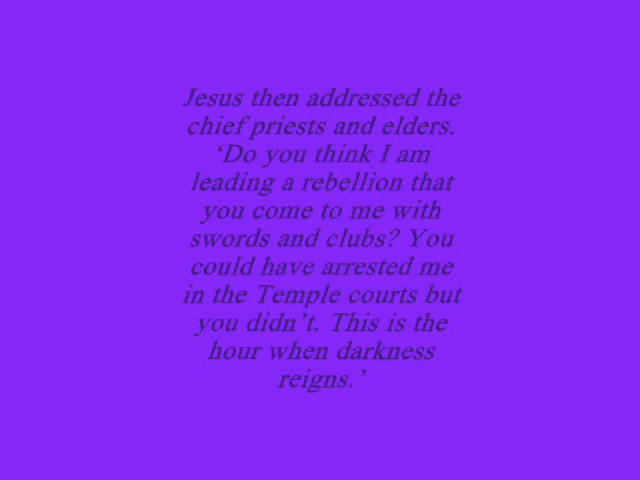 Jesus then addressed the
chief priests and elders.
‘Do you think I am
leading a rebellion that
you come to me with
swords and clubs? You
could have arrested me
in the Temple courts but
you didn’t. This is the
hour when darkness
reigns.’